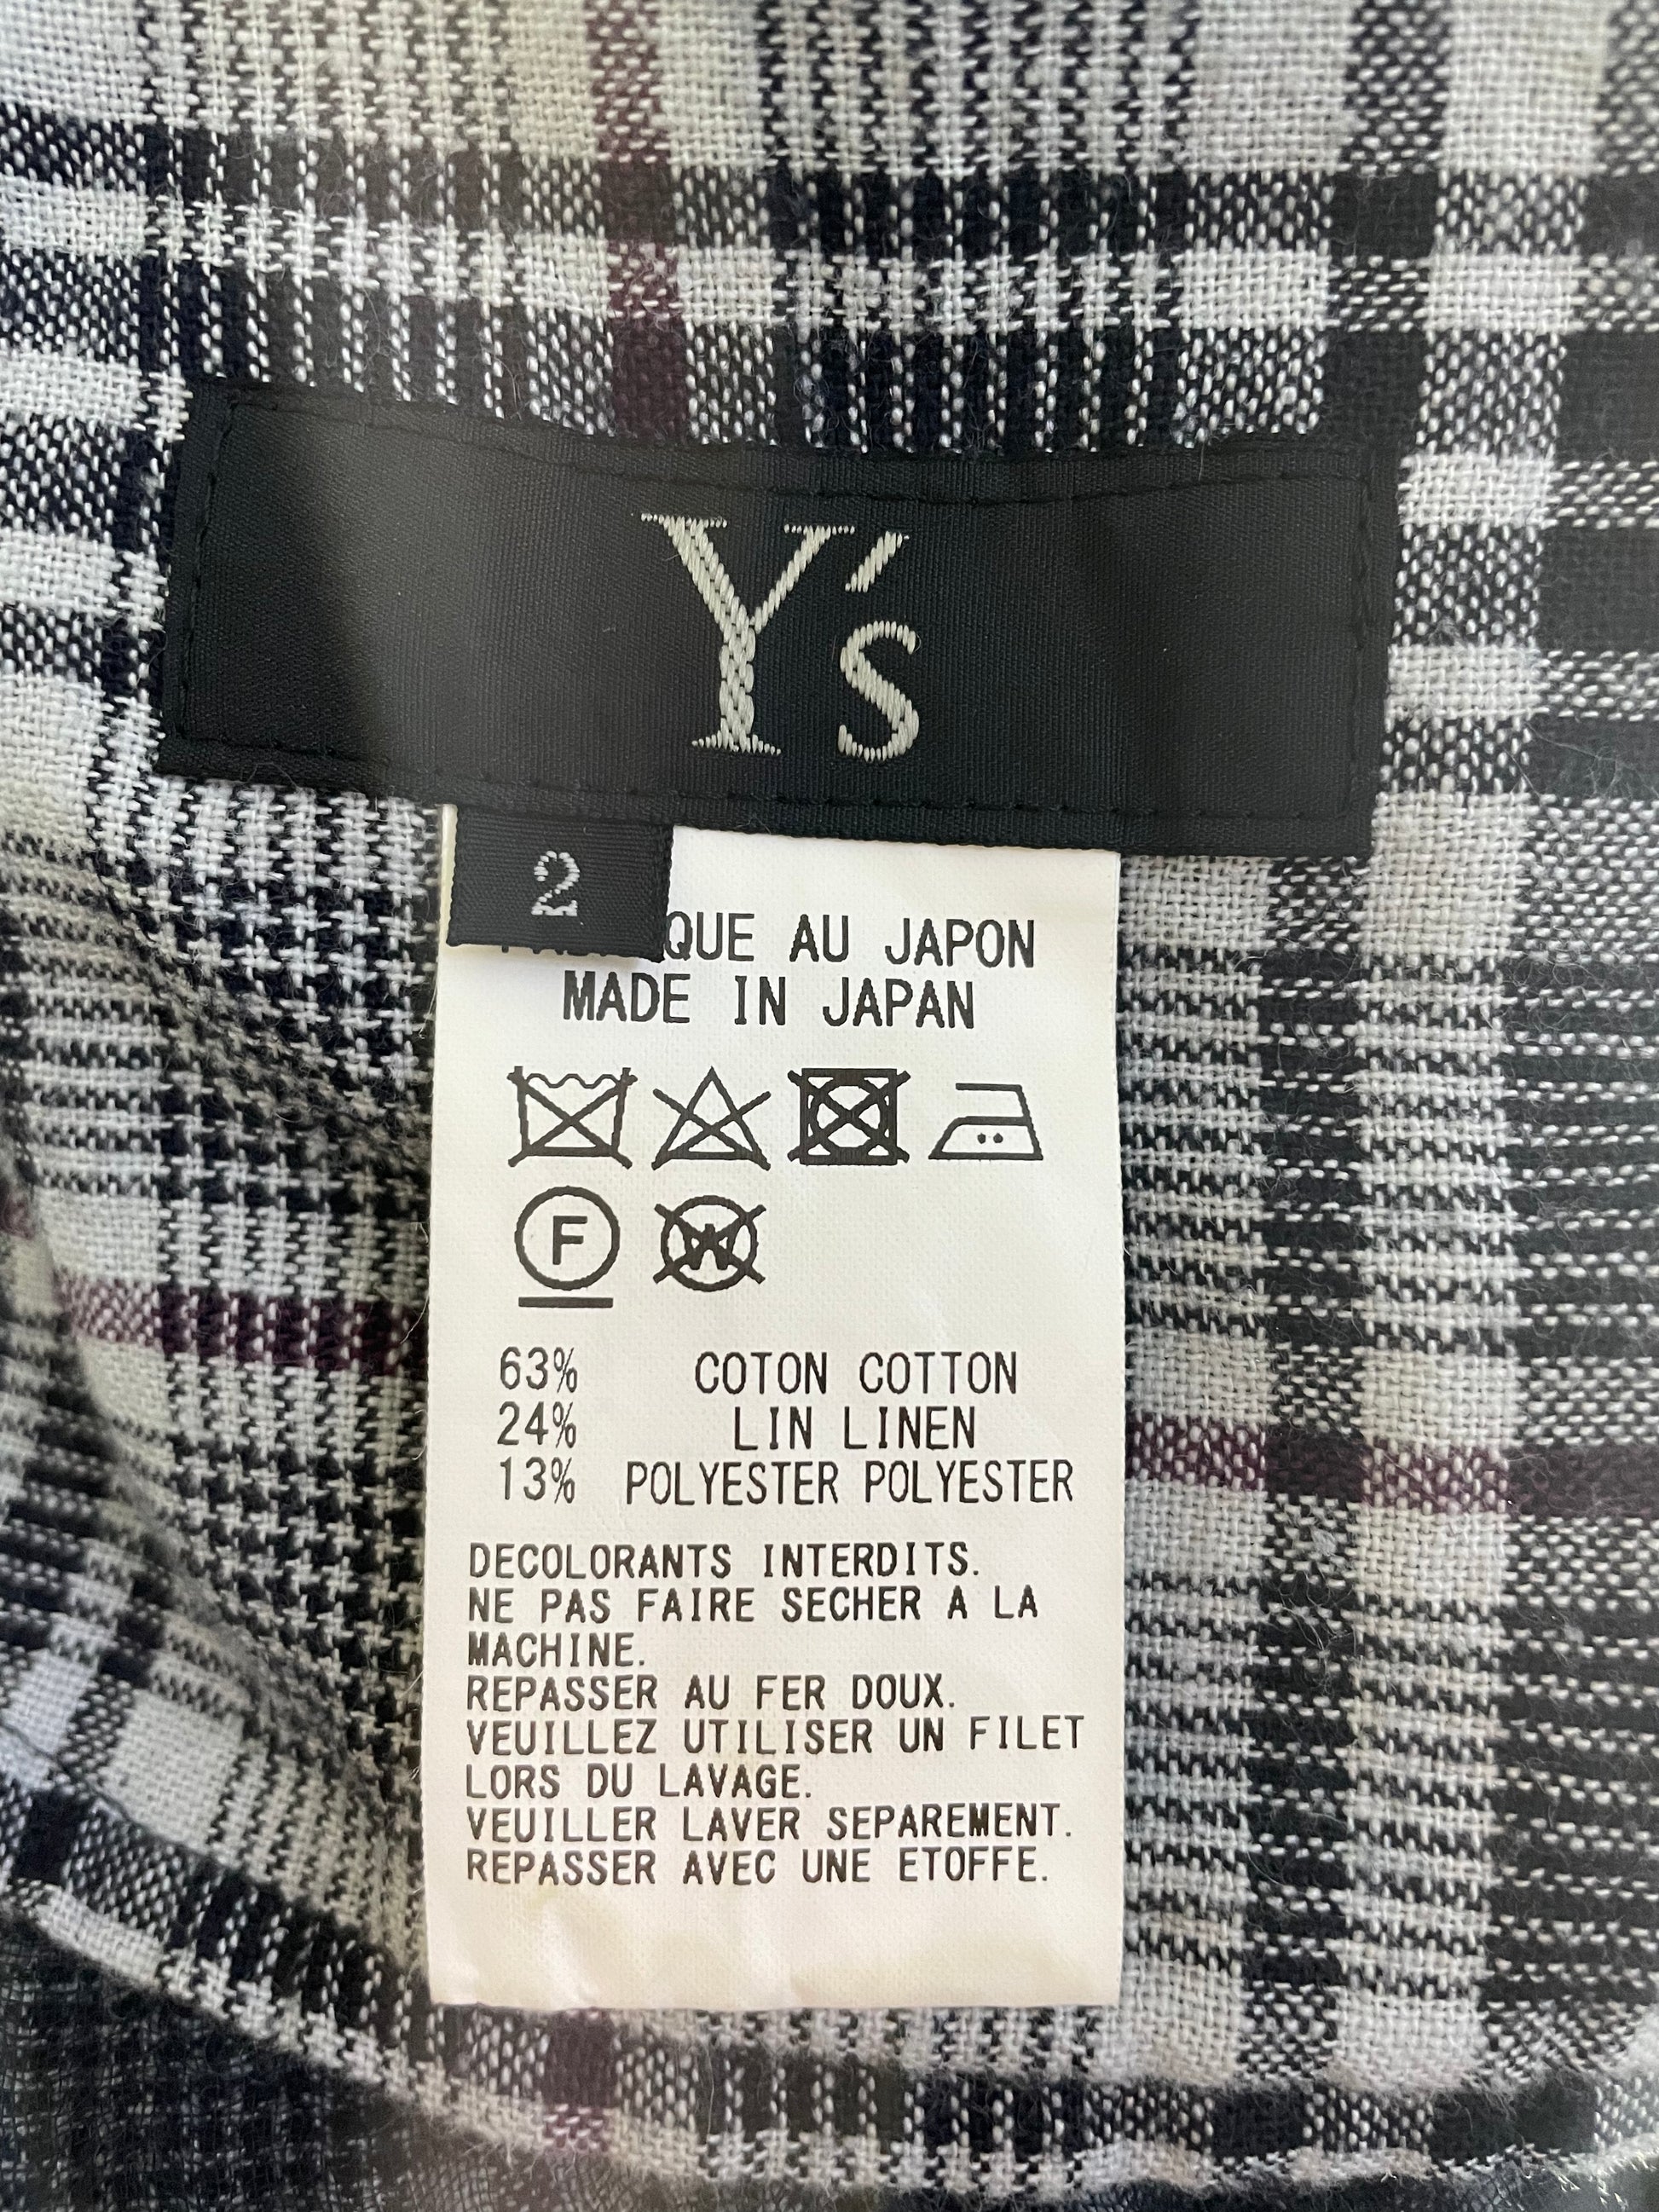 Y's
2
AU JAPON
MADE IN JAPAN
F
W
63% COTON COTTON
24% LIN LINEN
13% POLYESTER POLYESTER
DECOLORANTS INTERDITS.
NE PAS FAIRE SECHER A LA
MACHINE.
REPASSER AU FER DOUX.
VEUILLEZ UTILISER UN FILET
LORS DU LAVAGE.
VEUILLER LAVER SEPAREMENT.
REPASSER AVEC UNE ETOFFE.